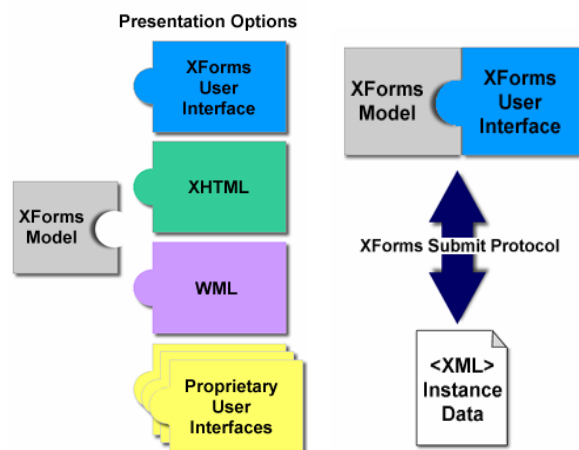 Presentation Options
XForms
User
Interface
XHTML
XForms
Model
WML
Proprietary
User
Interfaces
XForms
Model
XForms
User
Interface
XForms Submit Protocol
<XML>
Instance
Data